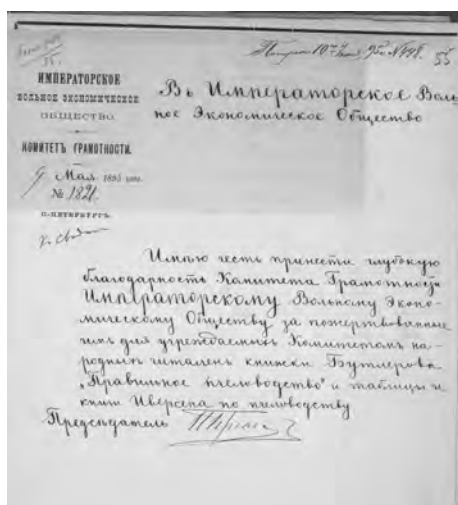 ИМПЕРАТОРСКОЕ
ВОЛЬНОЕ ЭКОНОМИЧЕСКОЕ
ОБЩЕСТВО.
КОМИТЕТЪ ГРАМОТНОСТИ.
9 Мая 1895 года.
№ 1821.
С.-ПЕТЕРБУРГЪ.
55
Въ Императорское Воль-
ное Экономическое Общество
Имѣю честь принести глубокую
благодарность Комитета Грамотности
Императорскому Вольному Эконо-
мическому Обществу за пожертвованные
имъ для учреждаемыхъ Комитетомъ на-
родныхъ читаленъ книжки Бутлерова
„Правильное пчеловодство" и таблицы и
книги Иверсена по пчеловодству
Предсѣдатель